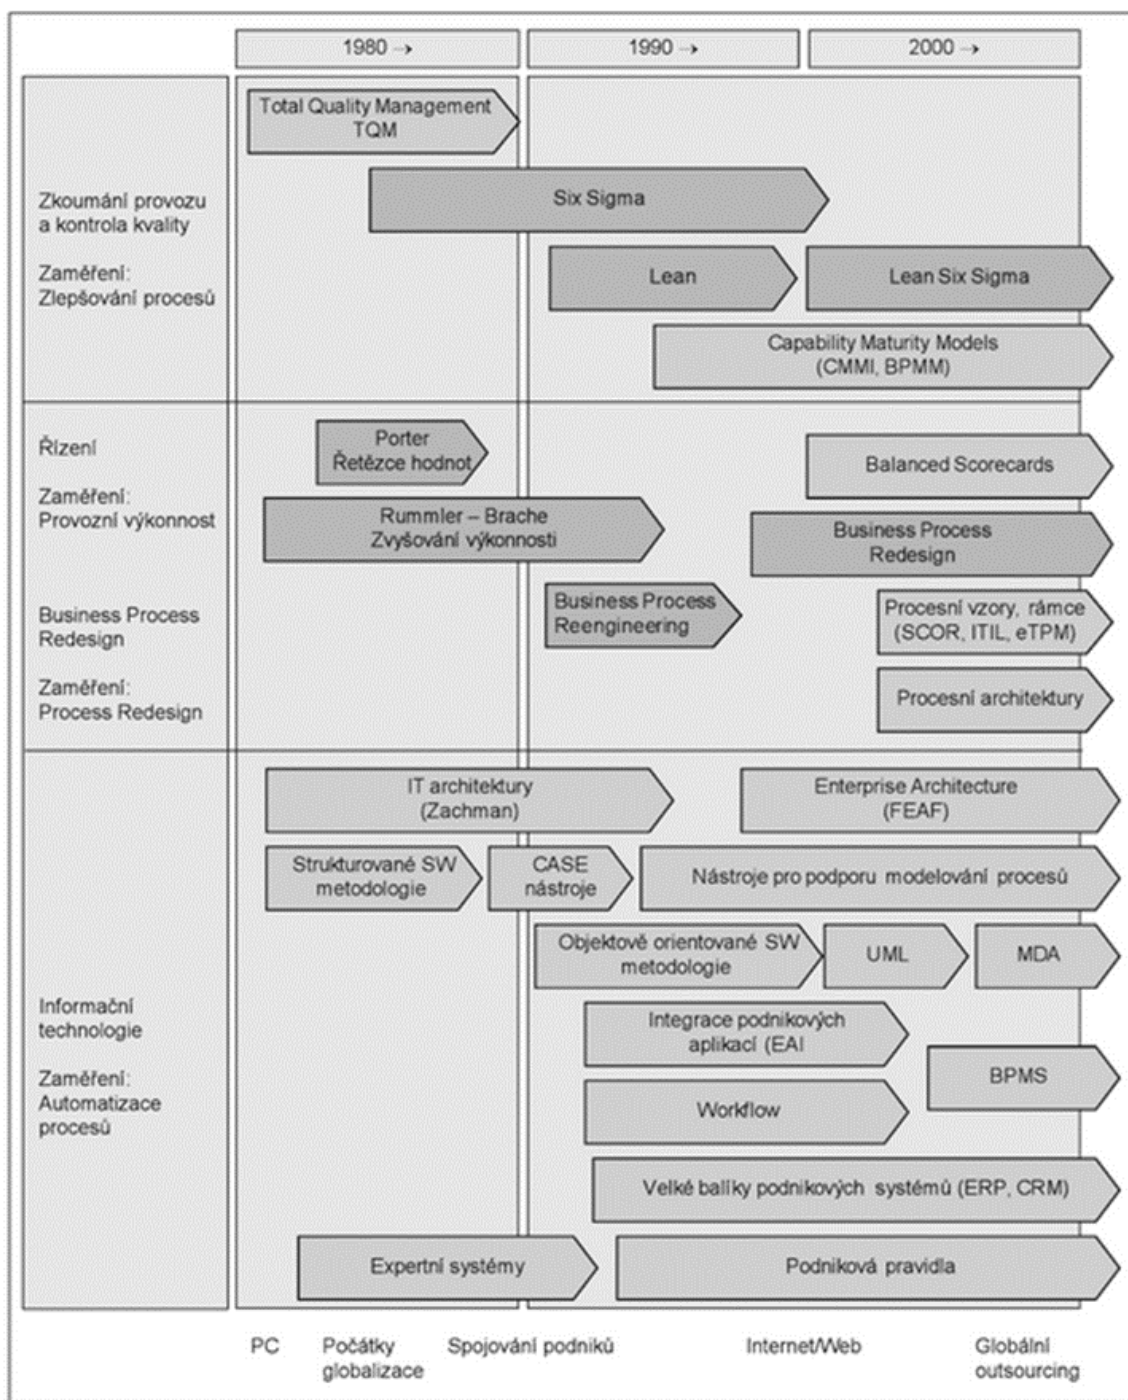 1980 →
1990 →
2000 →
Zkoumání provozu
a kontrola kvality
Zaměření:
Zlepšování procesů
Total Quality Management
TQM
Six Sigma
Lean
Lean Six Sigma
Capability Maturity Models
(CMMI, BPMM)
Řízení
Zaměření:
Provozní výkonnost
Business Process
Redesign
Zaměření:
Process Redesign
Porter
Řetězce hodnot
Balanced Scorecards
Rummler – Brache
Zvyšování výkonnosti
Business Process
Redesign
Business Process
Reengineering
Procesní vzory, rámce
(SCOR, ITIL, eTPM)
Procesní architektury
Informační
technologie
Zaměření:
Automatizace
procesů
IT architektury
(Zachman)
Enterprise Architecture
(FEAF)
Strukturované SW
metodologie
CASE
nástroje
Nástroje pro podporu modelování procesů
Objektově orientované SW
metodologie
UML
MDA
Integrace podnikových
aplikací (EAI
BPMS
Workflow
Velké balíky podnikových systémů (ERP, CRM)
Expertní systémy
Podniková pravidla
PC
Počátky
globalizace
Spojování podniků
Internet/Web
Globální
outsourcing